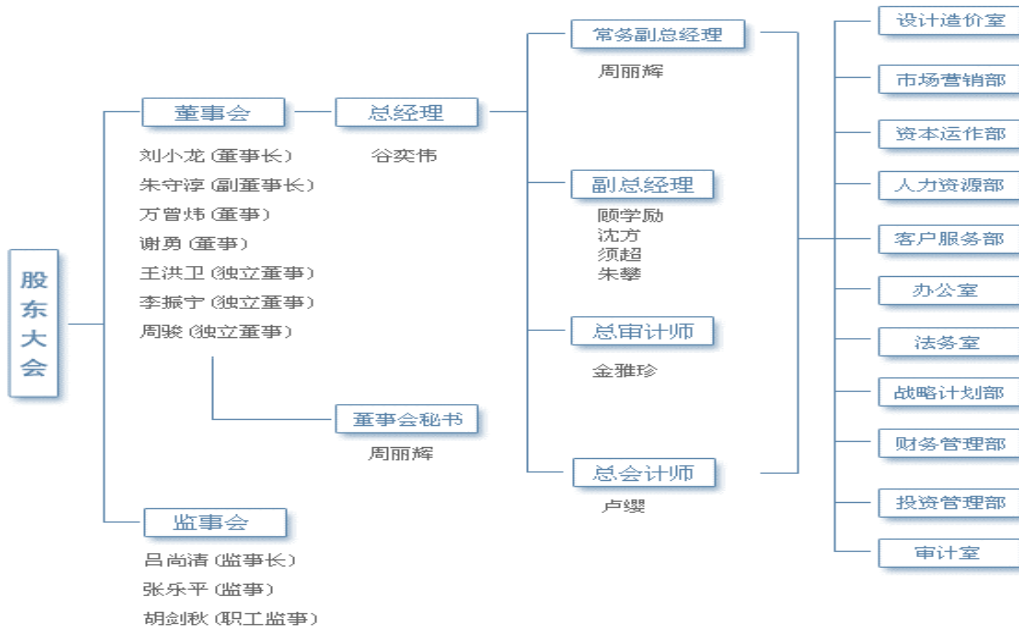 股东大会
董事会
刘小龙(董事长)
朱守淳(副董事长)
万曾炜(董事)
谢勇(董事)
王洪卫(独立董事)
李振宁(独立董事)
周骏(独立董事)
监事会
吕尚清(监事长)
张乐平(监事)
胡剑秋(职工监事)
总经理
谷奕伟
董事会秘书
周丽辉
常务副总经理
周丽辉
副总经理
顾学励
沈方
须超
朱攀
总审计师
金雅珍
总会计师
卢缨
设计造价室
市场营销部
资本运作部
人力资源部
客户服务部
办公室
法务室
战略计划部
财务管理部
投资管理部
审计室